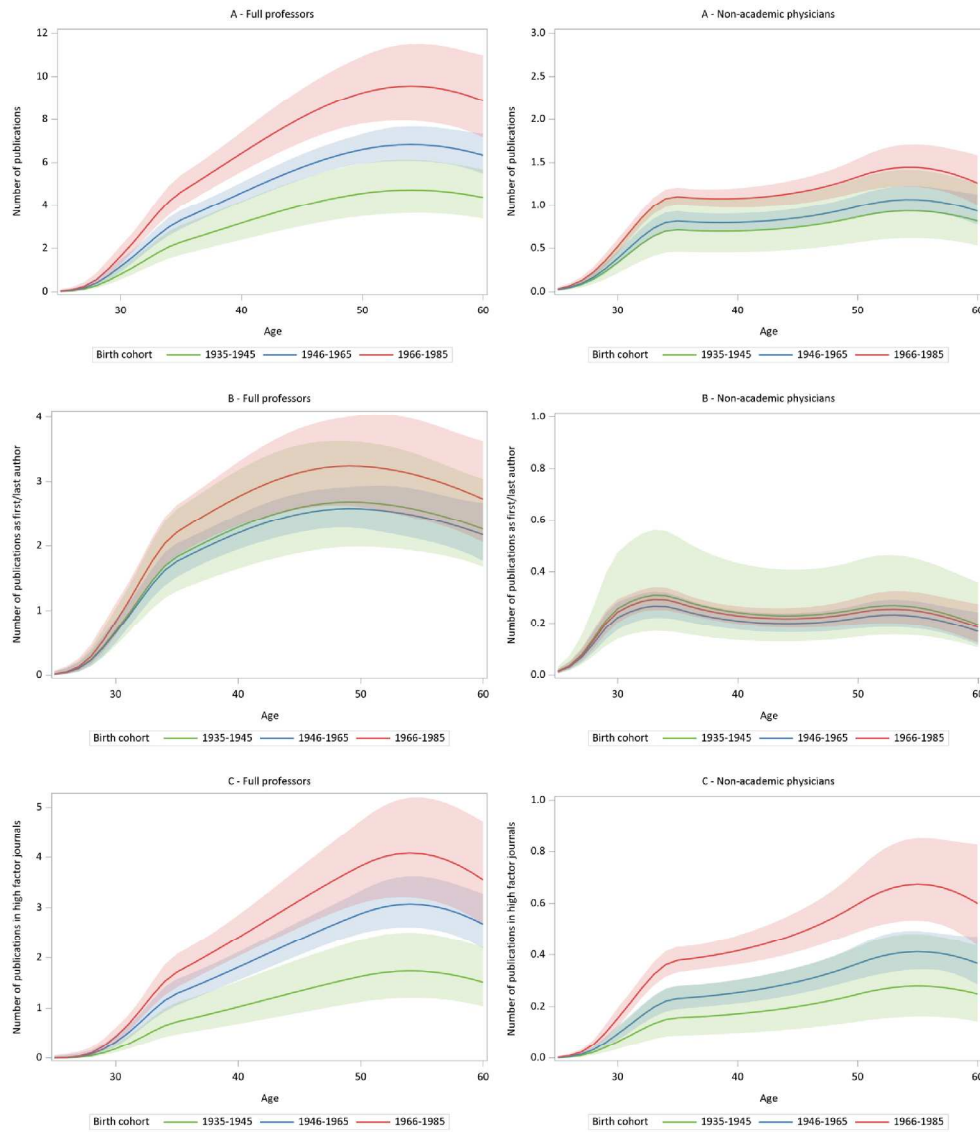 A - Full professors
Number of publications
12
10
8
6
4
2
0
30 40 50 60
Age
Birth cohort 1935-1945 1946-1965 1966-1985
A - Non-academic physicians
Number of publications
3.0
2.5
2.0
1.5
1.0
0.5
0.0
30 40 50 60
Age
Birth cohort 1935-1945 1946-1965 1966-1985
B - Full professors
Number of publications as first/last author
4
3
2
1
0
30 40 50 60
Age
Birth cohort 1935-1945 1946-1965 1966-1985
B - Non-academic physicians
Number of publications as first/last author
1.0
0.8
0.6
0.4
0.2
0.0
30 40 50 60
Age
Birth cohort 1935-1945 1946-1965 1966-1985
C - Full professors
Number of publications in high factor journals
5
4
3
2
1
0
30 40 50 60
Age
Birth cohort 1935-1945 1946-1965 1966-1985
C - Non-academic physicians
Number of publications in high factor journals
1.0
0.8
0.6
0.4
0.2
0.0
30 40 50 60
Age
Birth cohort 1935-1945 1946-1965 1966-1985